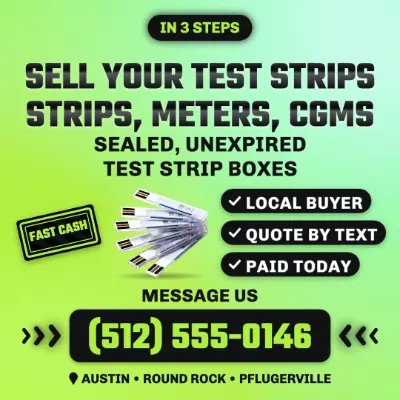 IN 3 STEPS
SELL YOUR TEST STRIPS
STRIPS, METERS, CGMS
SEALED, UNEXPIRED
TEST STRIP BOXES
FAST CASH
LOCAL BUYER
QUOTE BY TEXT
PAID TODAY
MESSAGE US
(512) 555-0146
AUSTIN • ROUND ROCK • PFLUGERVILLE